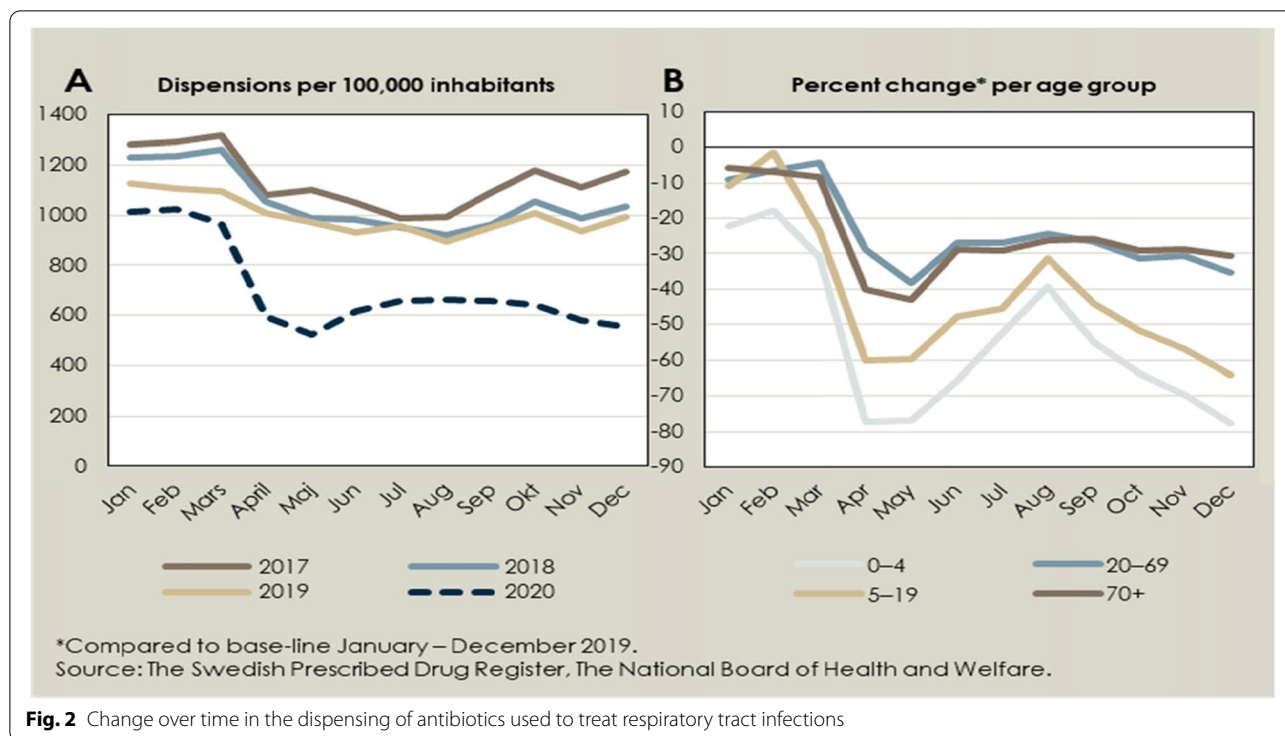 A
Dispensions per 100,000 inhabitants
1400
1200
1000
800
600
400
200
0
Jan
Feb
Mars
April
Maj
Jun
Jul
Aug
Sep
Okt
Nov
Dec
2017
2018
2019
2020
B
Percent change* per age group
10
0
-10
-20
-30
-40
-50
-60
-70
-80
-90
Jan
Feb
Mar
Apr
May
Jun
Jul
Aug
Sep
Oct
Nov
Dec
0–4
20–69
5–19
70+
*Compared to base-line January – December 2019.
Source: The Swedish Prescribed Drug Register, The National Board of Health and Welfare.
Fig. 2 Change over time in the dispensing of antibiotics used to treat respiratory tract infections